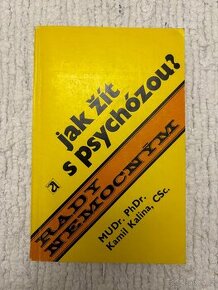 jak žít
s psychózou?
RADY
NEMOCNÝM
MUDr. PhDr.
Kamil Kalina, CSc.